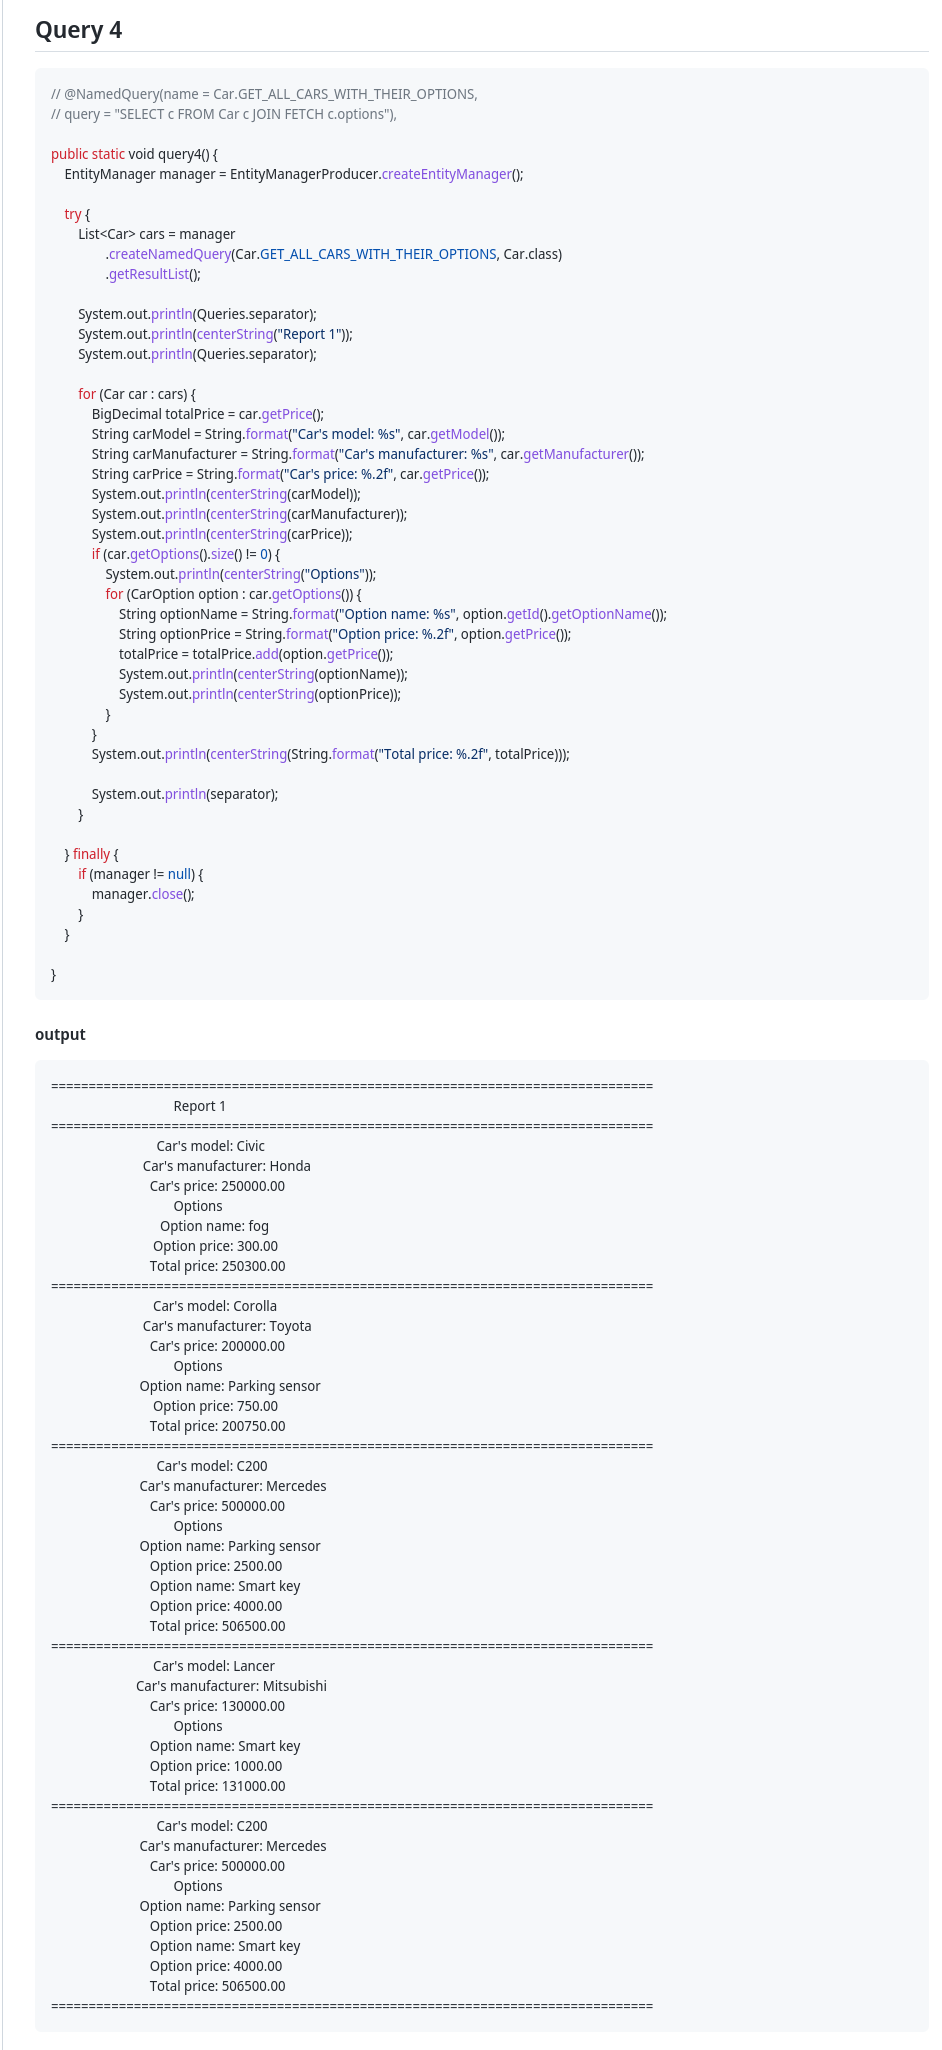 Query 4
// @NamedQuery(name = Car.GET_ALL_CARS_WITH_THEIR_OPTIONS,
// query = "SELECT c FROM Car c JOIN FETCH c.options"),
public static void query4() {
EntityManager manager = EntityManagerProducer.createEntityManager();
try {
List<Car> cars = manager
.createNamedQuery(Car.GET_ALL_CARS_WITH_THEIR_OPTIONS, Car.class)
.getResultList();
System.out.println(Queries.separator);
System.out.println(centerString("Report 1"));
System.out.println(Queries.separator);
for (Car car : cars) {
BigDecimal totalPrice = car.getPrice();
String carModel = String.format("Car's model: %s", car.getModel());
String carManufacturer = String.format("Car's manufacturer: %s", car.getManufacturer());
String carPrice = String.format("Car's price: %.2f", car.getPrice());
System.out.println(centerString(carModel));
System.out.println(centerString(carManufacturer));
System.out.println(centerString(carPrice));
if (car.getOptions().size() != 0) {
System.out.println(centerString("Options"));
for (CarOption option : car.getOptions()) {
String optionName = String.format("Option name: %s", option.getId().getOptionName());
String optionPrice = String.format("Option price: %.2f", option.getPrice());
totalPrice = totalPrice.add(option.getPrice());
System.out.println(centerString(optionName));
System.out.println(centerString(optionPrice));
}
}
System.out.println(centerString(String.format("Total price: %.2f", totalPrice)));
System.out.println(separator);
}
} finally {
if (manager != null) {
manager.close();
}
}
}
output
================================================================================
Report 1
================================================================================
Car's model: Civic
Car's manufacturer: Honda
Car's price: 250000.00
Options
Option name: fog
Option price: 300.00
Total price: 250300.00
================================================================================
Car's model: Corolla
Car's manufacturer: Toyota
Car's price: 200000.00
Options
Option name: Parking sensor
Option price: 750.00
Total price: 200750.00
================================================================================
Car's model: C200
Car's manufacturer: Mercedes
Car's price: 500000.00
Options
Option name: Parking sensor
Option price: 2500.00
Option name: Smart key
Option price: 4000.00
Total price: 506500.00
================================================================================
Car's model: Lancer
Car's manufacturer: Mitsubishi
Car's price: 130000.00
Options
Option name: Smart key
Option price: 1000.00
Total price: 131000.00
================================================================================
Car's model: C200
Car's manufacturer: Mercedes
Car's price: 500000.00
Options
Option name: Parking sensor
Option price: 2500.00
Option name: Smart key
Option price: 4000.00
Total price: 506500.00
================================================================================